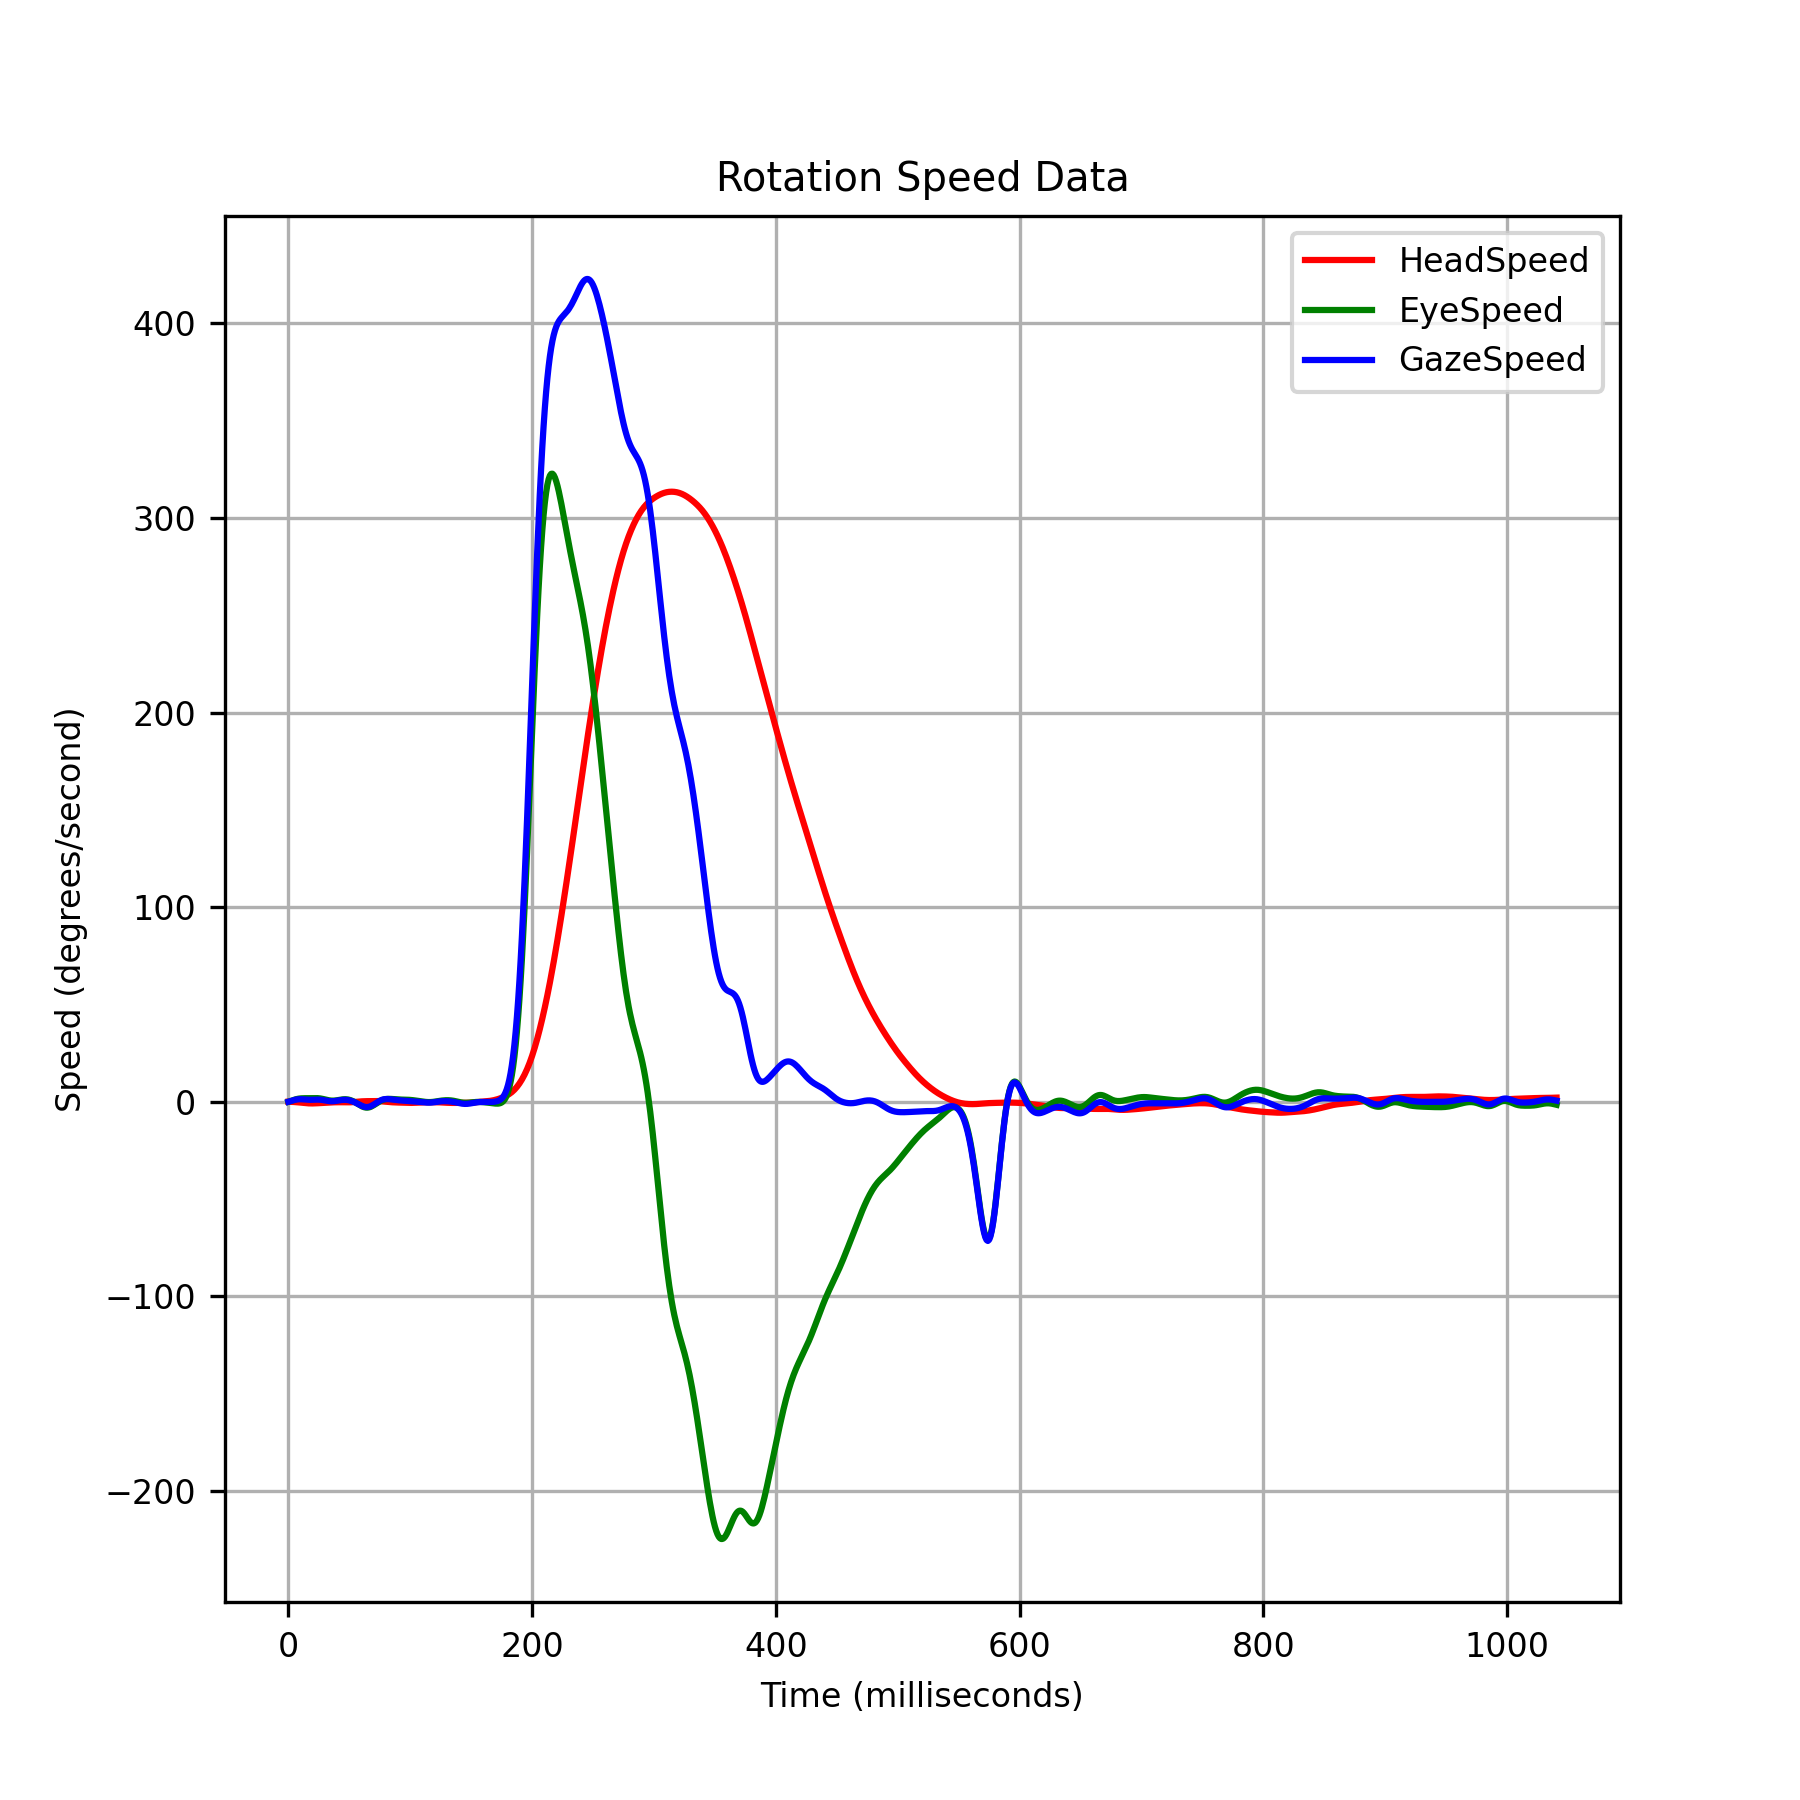 Rotation Speed Data
HeadSpeed
EyeSpeed
GazeSpeed
400
300
200
100
0
−100
−200
Speed (degrees/second)
0 200 400 600 800 1000
Time (milliseconds)